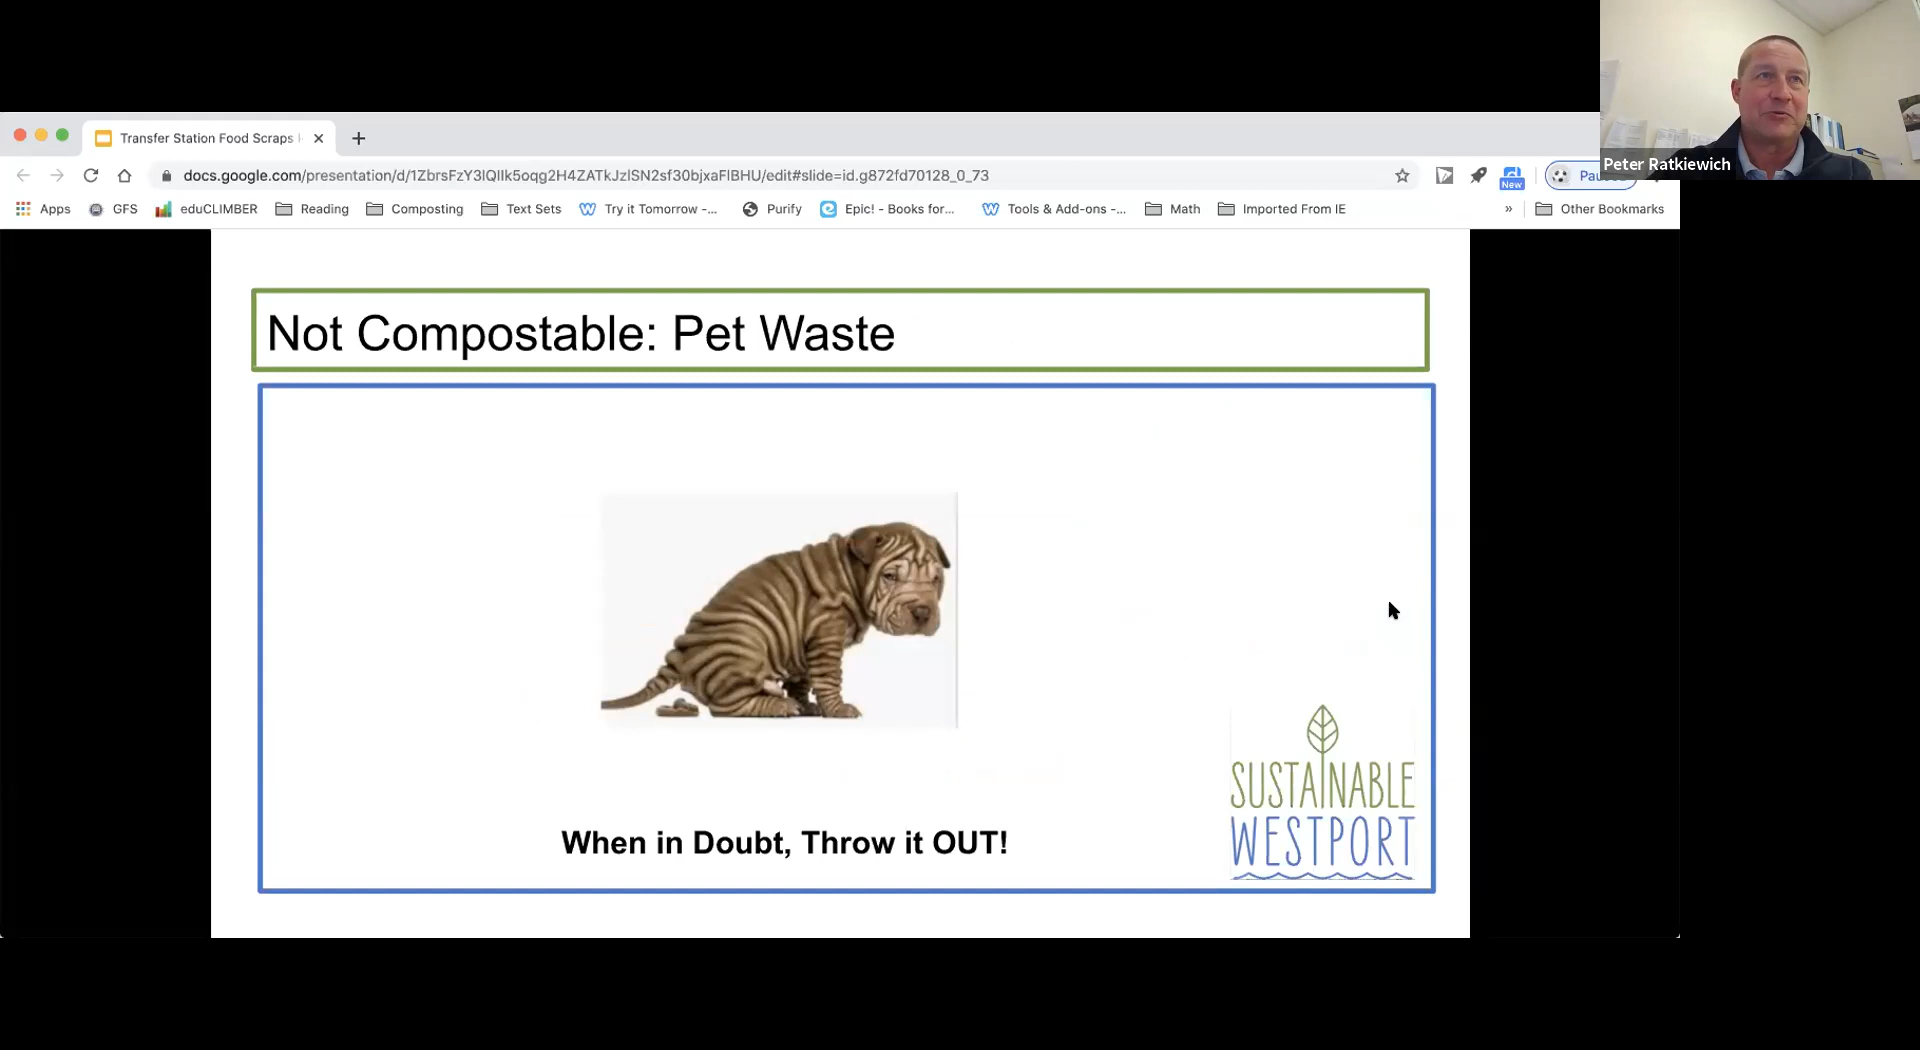 Peter Ratkiewich
Transfer Station Food Scraps
docs.google.com/presentation/d/1ZbrsFzY3lQIlk5oqg2H4ZATkJzlSN2sf30bjxaFlBHU/edit#slide=id.g872fd70128_0_73
New
Apps
GFS
eduCLIMBER
Reading
Composting
Text Sets
Try it Tomorrow -...
Purify
Epic! - Books for...
Tools & Add-ons -...
Math
Imported From IE
»
Other Bookmarks
Not Compostable: Pet Waste
When in Doubt, Throw it OUT!
SUSTAINABLE
WESTPORT